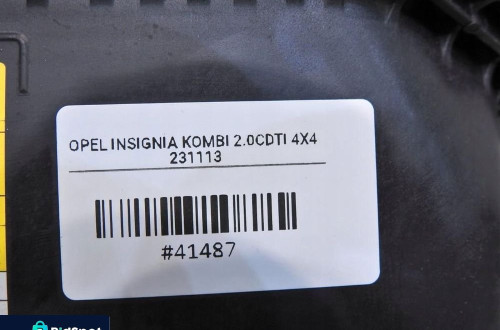 OPEL INSIGNIA KOMBI 2.0CDTI 4X4
231113
#41487